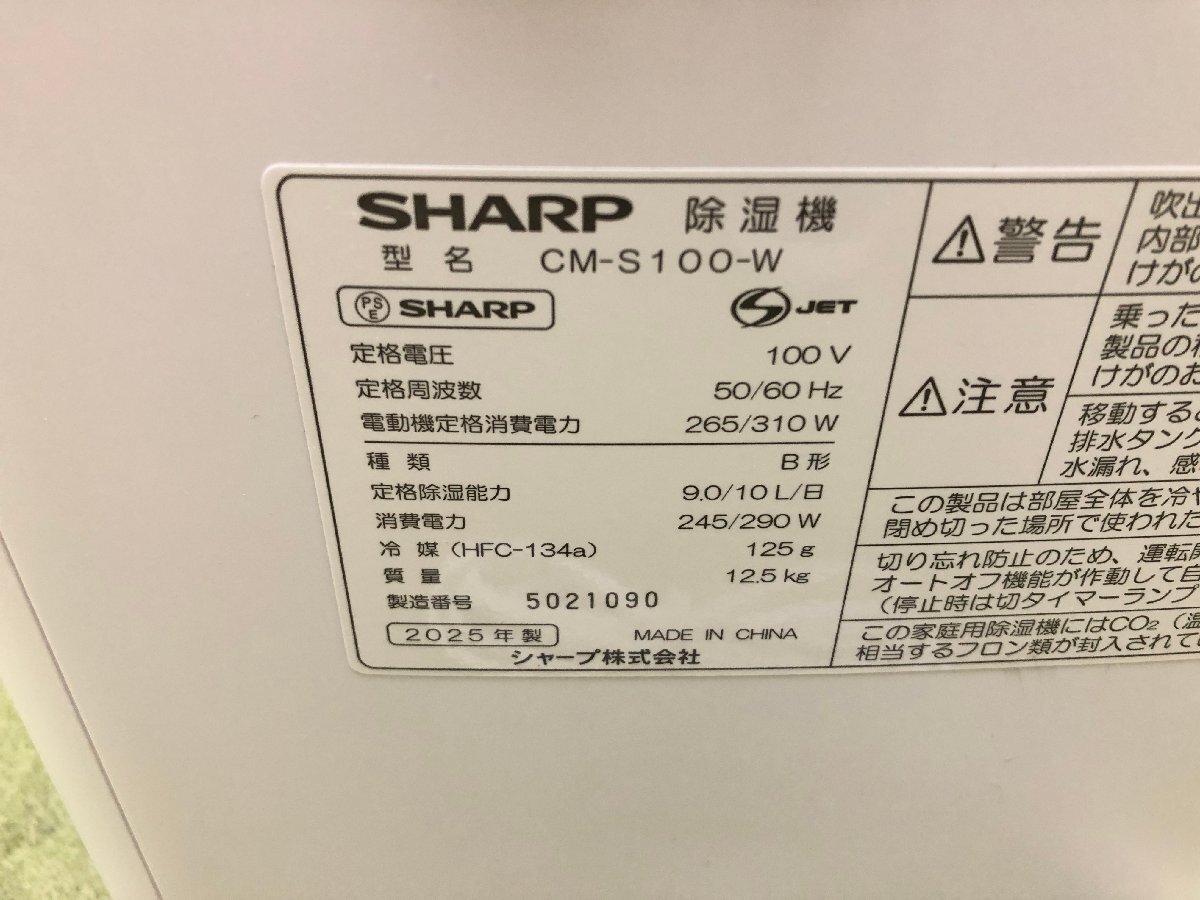 SHARP 除湿機
型名 CM-S100-W
PSE SHARP
S JET
定格電圧 100 V
定格周波数 50/60 Hz
電動機定格消費電力 265/310 W
種類 B形
定格除湿能力 9.0/10 L/日
消費電力 245/290 W
冷媒 (HFC-134a) 125 g
質量 12.5 kg
製造番号 5021090
2025年製 MADE IN CHINA
シャープ株式会社
警告
吹出
内部
けがの
注意
乗った
製品の
けがのお
移動する
排水タンク
水漏れ、感
この製品は部屋全体を冷や
閉め切った場所で使われた
切り忘れ防止のため、運転
オートオフ機能が作動して自
(停止時は切タイマーランプ
この家庭用除湿機にはCO₂(温
相当するフロン類が封入されて